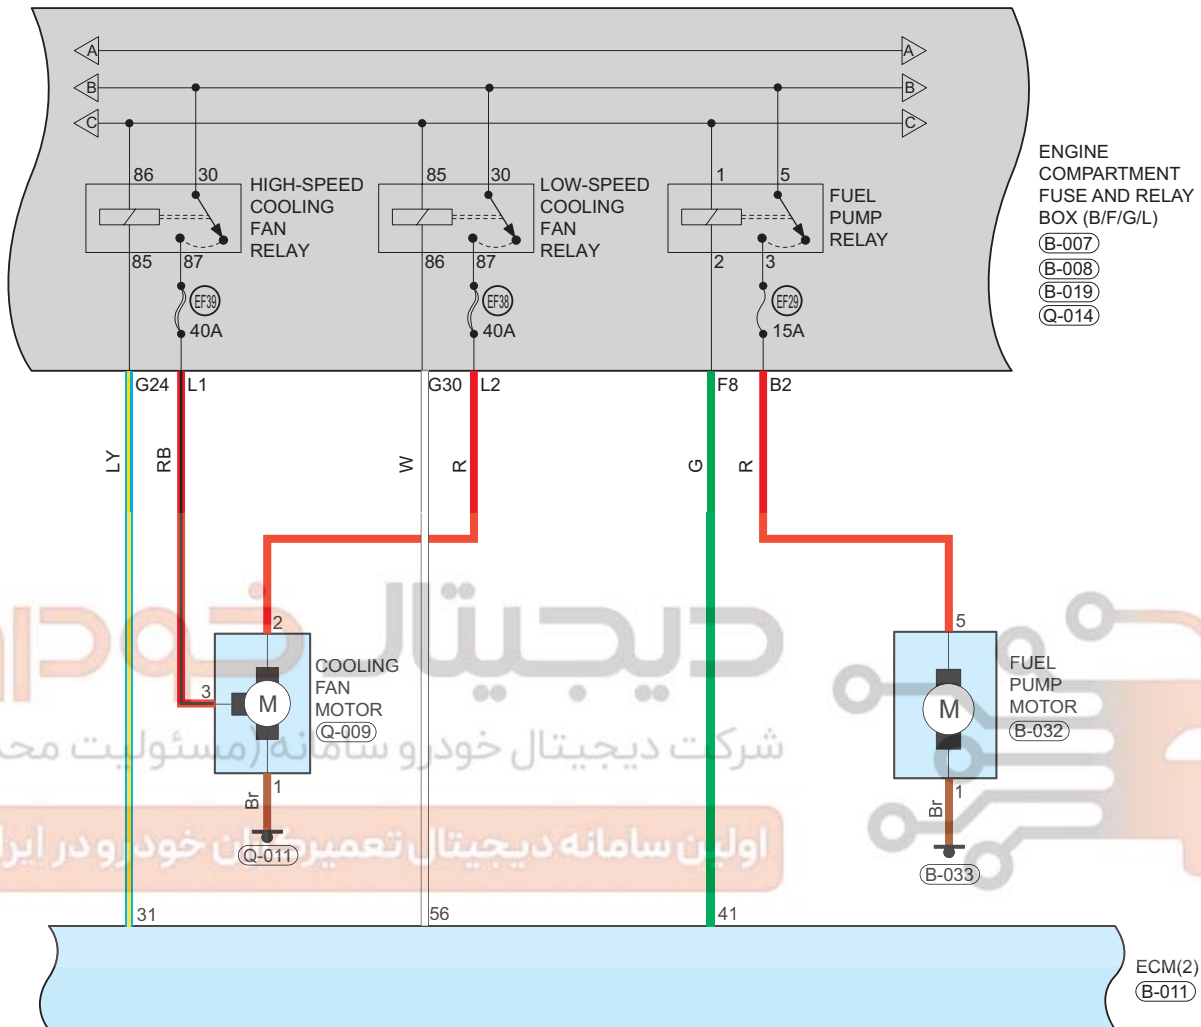 A A
B B
C C
86 30
HIGH-SPEED
COOLING
FAN
RELAY
85 87
EF39
40A
85 30
LOW-SPEED
COOLING
FAN
RELAY
86 87
EF38
40A
1 5
FUEL
PUMP
RELAY
2 3
EF29
15A
ENGINE
COMPARTMENT
FUSE AND RELAY
BOX (B/F/G/L)
B-007
B-008
B-019
Q-014
G24 L1
G30 L2
F8 B2
LY
RB
W
R
G
R
دیجیتال خودرو
شرکت دیجیتال خودرو سامانه (مسئولیت
اولین سامانه دیجیتال تعمیرکاران خودرو در
2
3
M
COOLING
FAN
MOTOR
Q-009
1
Br
Q-011
5
M
FUEL
PUMP
MOTOR
B-032
1
Br
B-033
31
56
41
ECM(2)
B-011